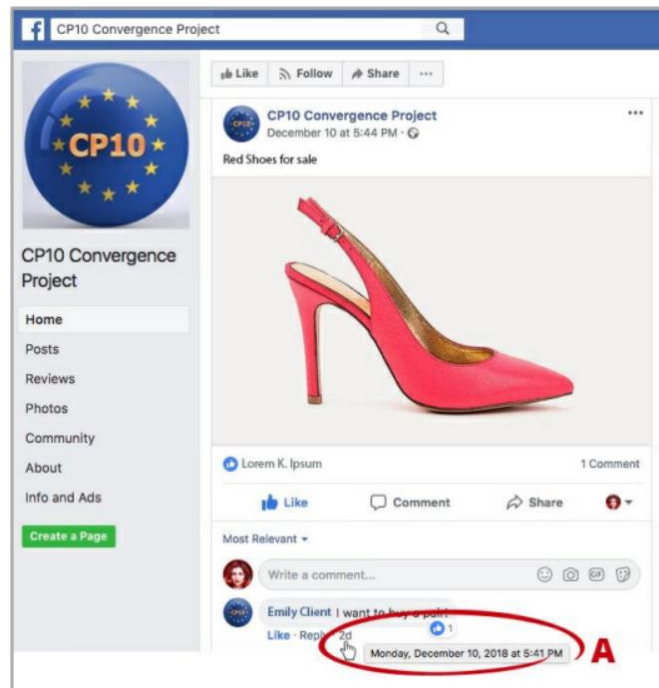 CP10 Convergence Project
Like Follow Share ...
CP10
CP10 Convergence Project
December 10 at 5:44 PM
Red Shoes for sale
CP10 Convergence
Project
Home
Posts
Reviews
Photos
Community
About
Info and Ads
Create a Page
Lorem K. Ipsum 1 Comment
Like Comment Share
Most Relevant
Write a comment... GIF
Emily Client I want to buy a pair!
Like · Reply · 2d 1
Monday, December 10, 2018 at 5:41 PM
A